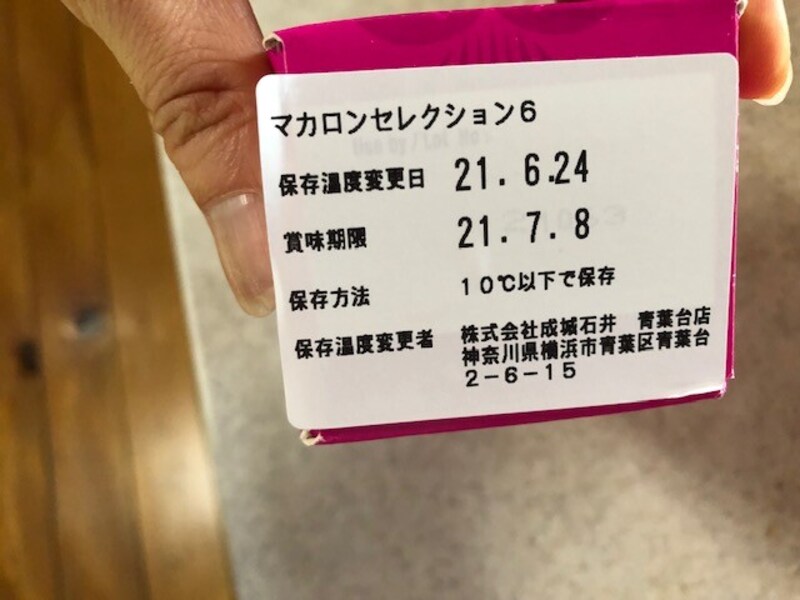 マカロンセレクション6
保存温度変更日 21. 6.24
賞味期限 21. 7. 8
保存方法 10℃以下で保存
保存温度変更者 株式会社成城石井 青葉台店
神奈川県横浜市青葉区青葉台
2-6-15